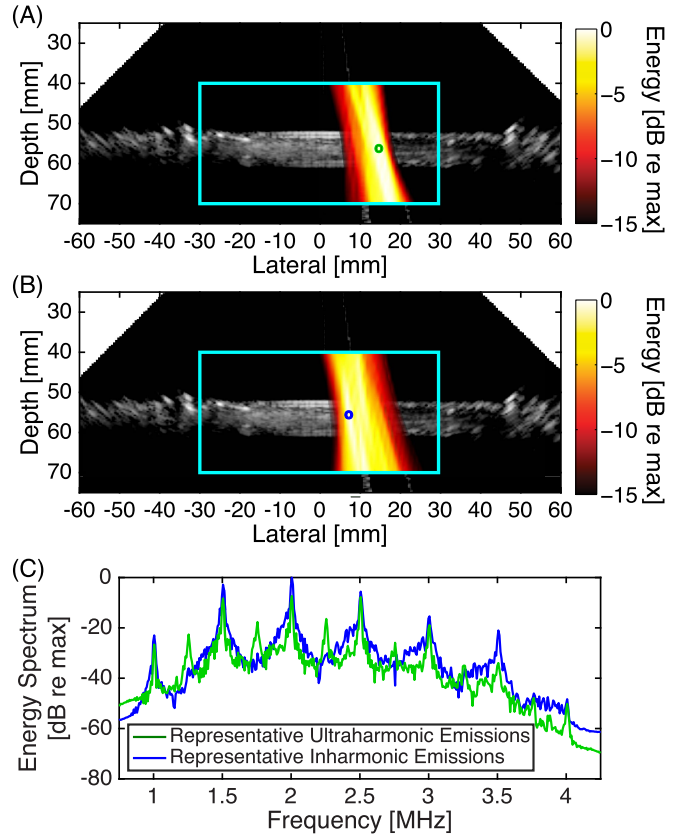 (A)
30
40
50
60
70
Depth [mm]
-60 -50 -40 -30 -20 -10 0 10 20 30 40 50 60
Lateral [mm]
0
−5
−10
−15
Energy [dB re max]
(B)
30
40
50
60
70
Depth [mm]
-60 -50 -40 -30 -20 -10 0 10 20 30 40 50 60
Lateral [mm]
0
−5
−10
−15
Energy [dB re max]
(C)
0
-20
-40
-60
-80
Energy Spectrum
[dB re max]
Representative Ultraharmonic Emissions
Representative Inharmonic Emissions
1 1.5 2 2.5 3 3.5 4
Frequency [MHz]